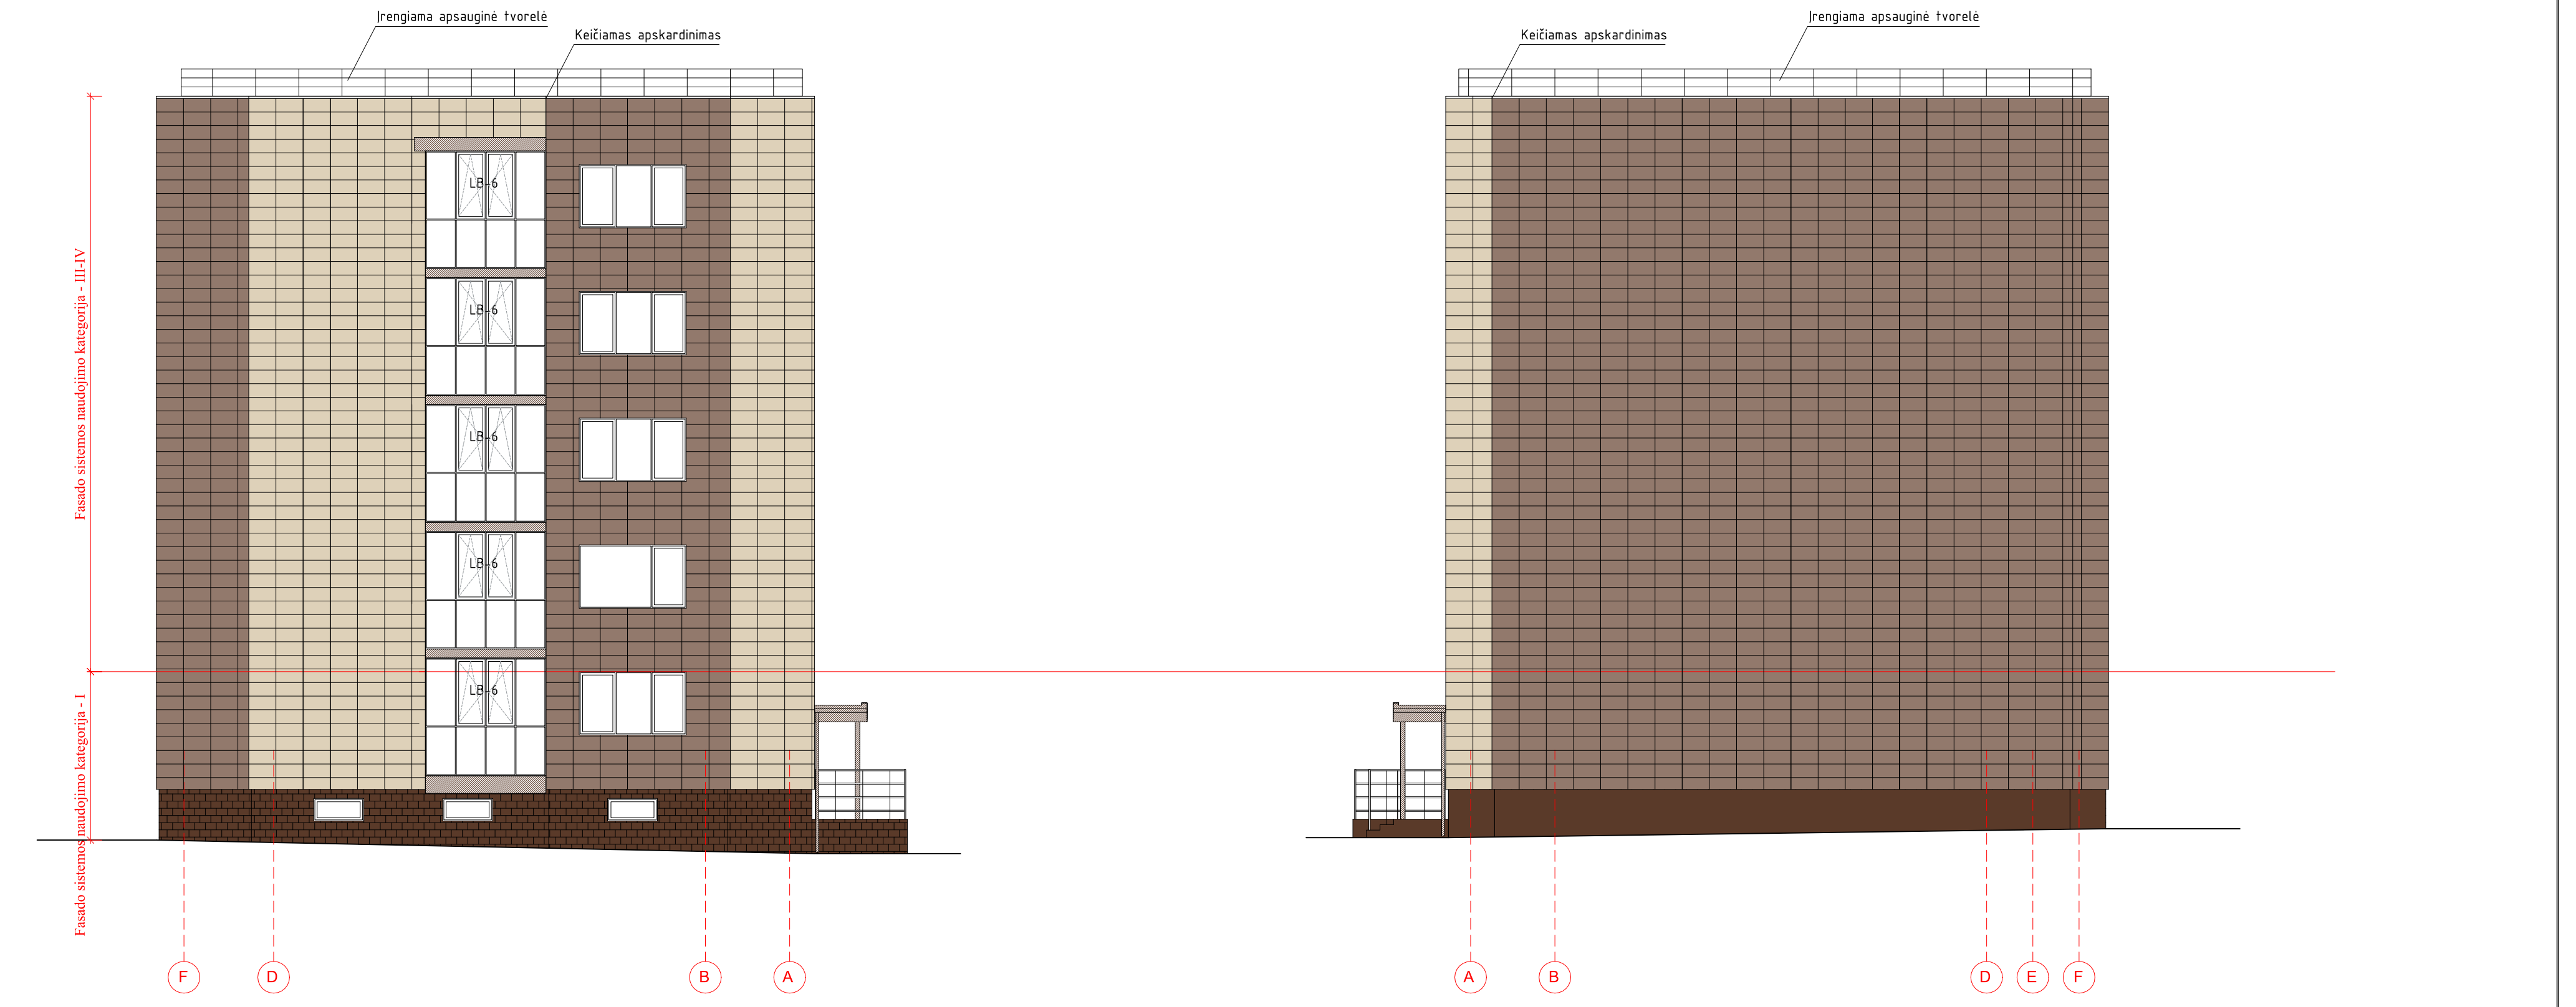 Įrengiama apsauginė tvorelė
Keičiamas apskardinimas
Įrengiama apsauginė tvorelė
Keičiamas apskardinimas
Fasado sistemos naudojimo kategorija - III-IV
Fasado sistemos naudojimo kategorija - I
LB-6
LB-6
LB-6
LB-6
LB-6
F D B A
A B D E F